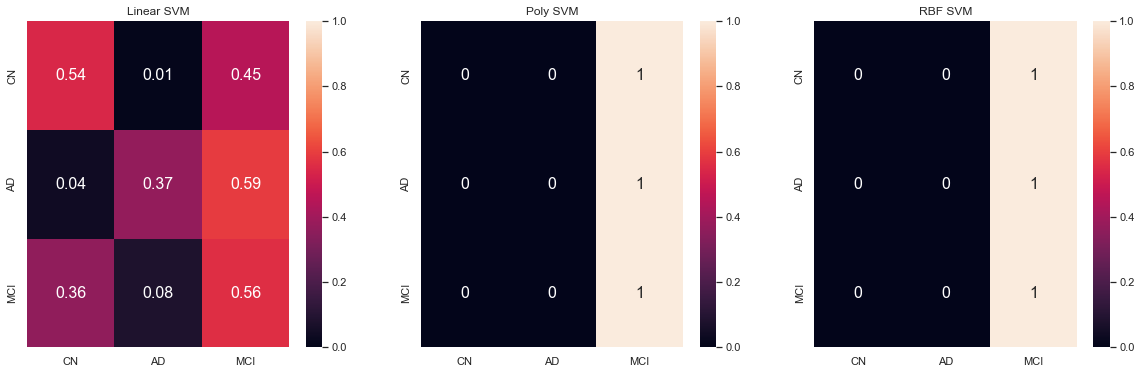 Linear SVM
CN
AD
MCI
0.54 0.01 0.45
0.04 0.37 0.59
0.36 0.08 0.56
CN AD MCI
1.0
0.8
0.6
0.4
0.2
0.0
Poly SVM
CN
AD
MCI
0 0 1
0 0 1
0 0 1
CN AD MCI
1.0
0.8
0.6
0.4
0.2
0.0
RBF SVM
CN
AD
MCI
0 0 1
0 0 1
0 0 1
CN AD MCI
1.0
0.8
0.6
0.4
0.2
0.0